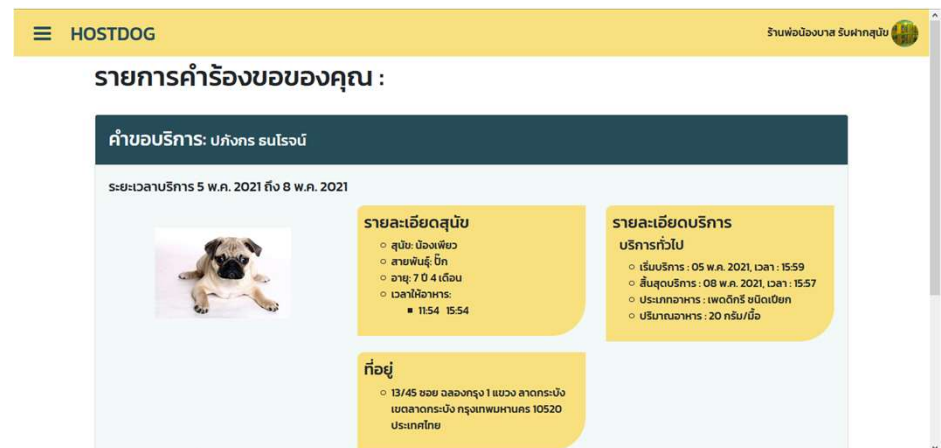 HOSTDOG
ร้านพ่อน้องบาส รับฝากสุนัข
รายการคำร้องขอของคุณ :
คำขอบริการ: ปภังกร ธนโรจน์
ระยะเวลาบริการ 5 พ.ค. 2021 ถึง 8 พ.ค. 2021
รายละเอียดสุนัข
สุนัข: น้องเพียว
สายพันธุ์: ปั๊ก
อายุ: 7 ปี 4 เดือน
เวลาให้อาหาร:
11:54 15:54
รายละเอียดบริการ
บริการทั่วไป
เริ่มบริการ : 05 พ.ค. 2021, เวลา : 15:59
สิ้นสุดบริการ : 08 พ.ค. 2021, เวลา : 15:57
ประเภทอาหาร : เพดดิกรี ชนิดเปียก
ปริมาณอาหาร : 20 กรัม/มื้อ
ที่อยู่
13/45 ซอย ฉลองกรุง 1 แขวง ลาดกระบัง
เขตลาดกระบัง กรุงเทพมหานคร 10520
ประเทศไทย